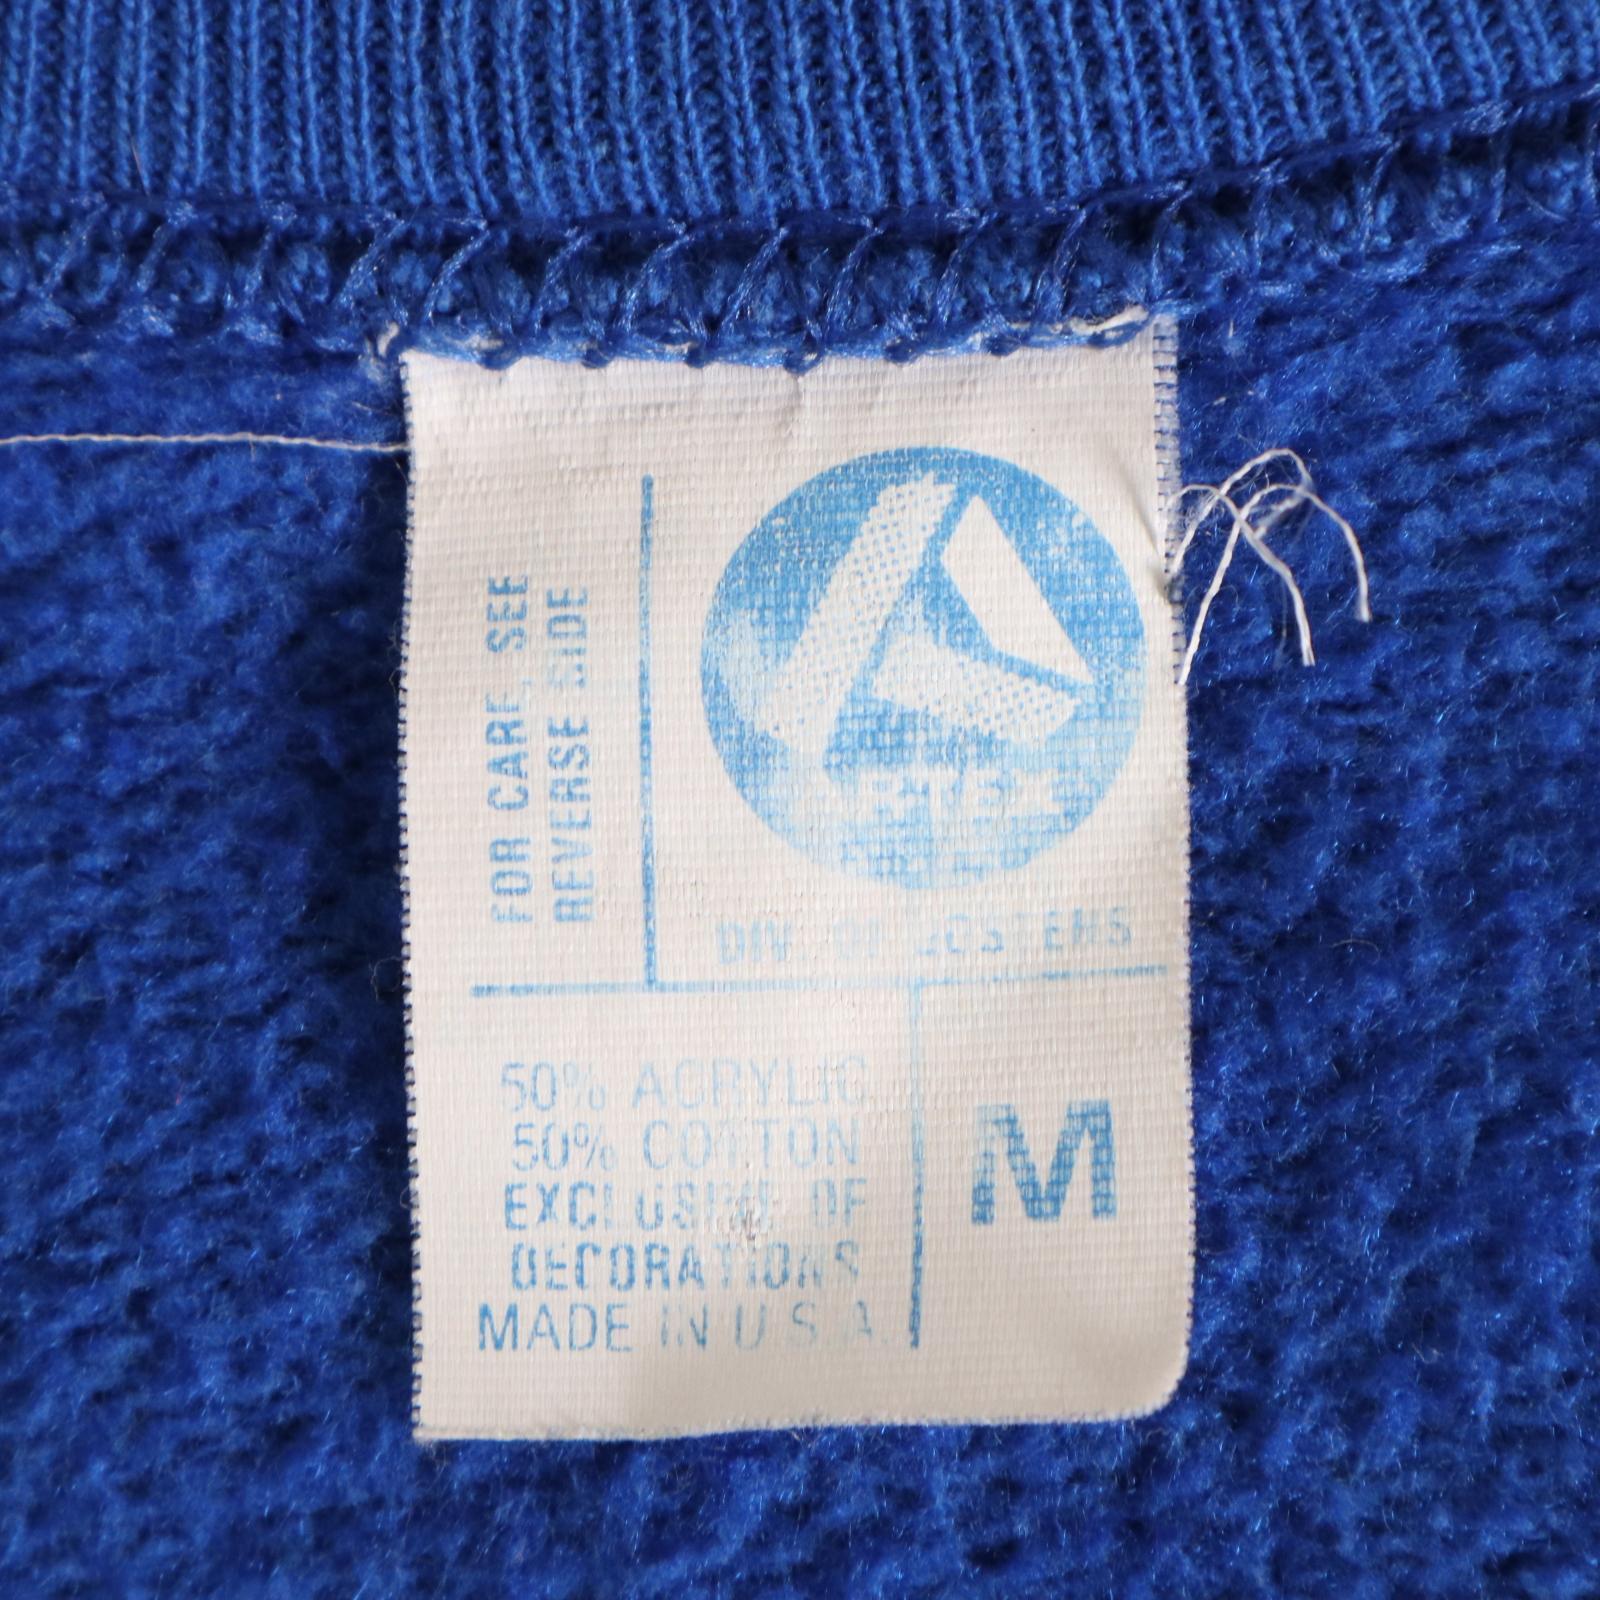 FOR CARE, SEE
REVERSE SIDE
DIV. OF JOSTENS
50% ACRYLIC
50% COTTON
EXCLUSIVE OF
DECORATIONS
MADE IN U.S.A.
M